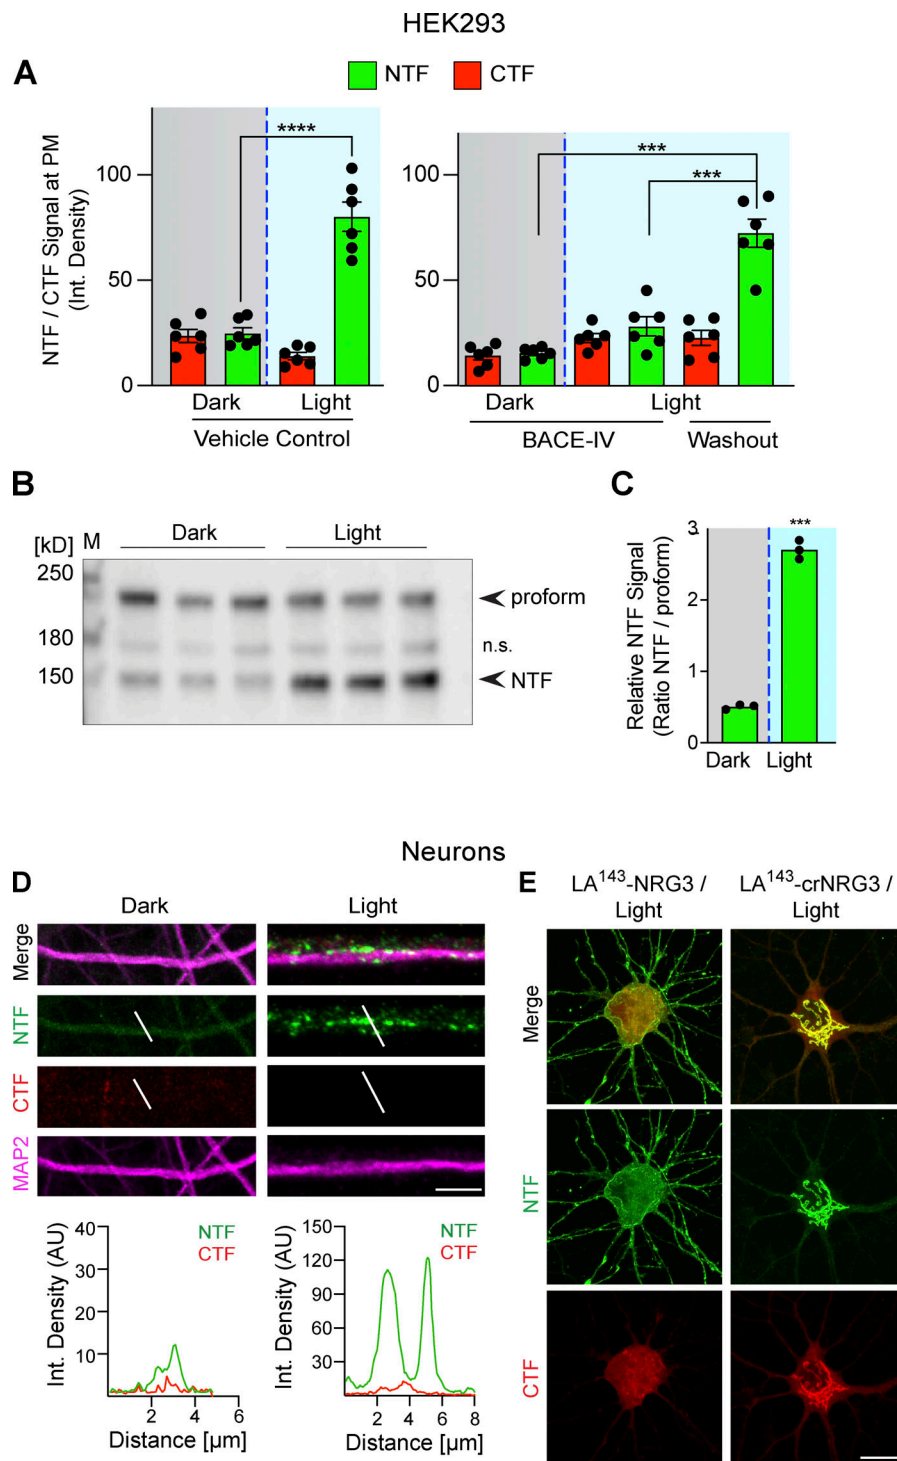 HEK293
A
NTF CTF
NTF / CTF Signal at PM
(Int. Density)
100
50
0
****
Dark Light
Vehicle Control
100
50
0
***
***
Dark Light
BACE-IV Washout
B
[kD] M Dark Light
250
180
150
proform
n.s.
NTF
C
Relative NTF Signal
(Ratio NTF / proform)
3
2
1
0
***
Dark Light
Neurons
D
Dark Light
Merge
NTF
CTF
MAP2
Int. Density (AU)
40
30
20
10
NTF
CTF
2 4 6
Distance [µm]
Int. Density (AU)
150
120
90
60
30
NTF
CTF
2 4 6 8
Distance [µm]
E
LA143-NRG3 /
Light
LA143-crNRG3 /
Light
Merge
NTF
CTF